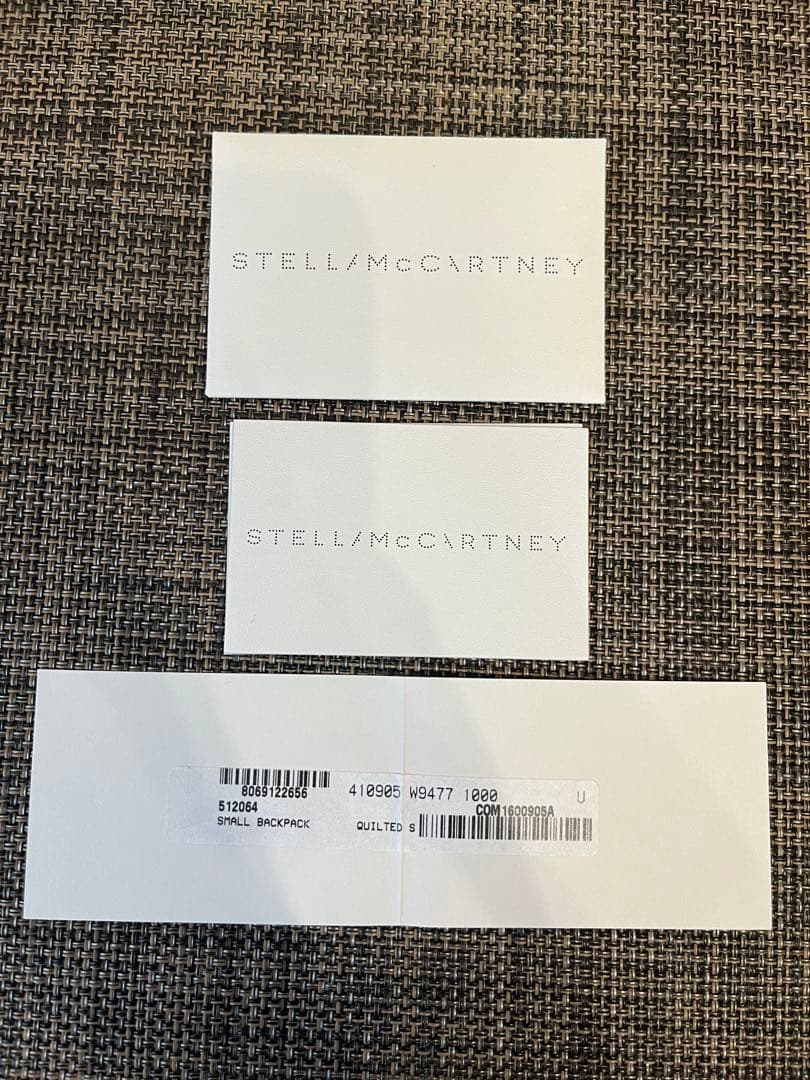 STELL/McC\RTNEY
STELL/McC\RTNEY
8069122656
410905 W9477 1000
U
512064
COM1600905A
SMALL BACKPACK
QUILTED S